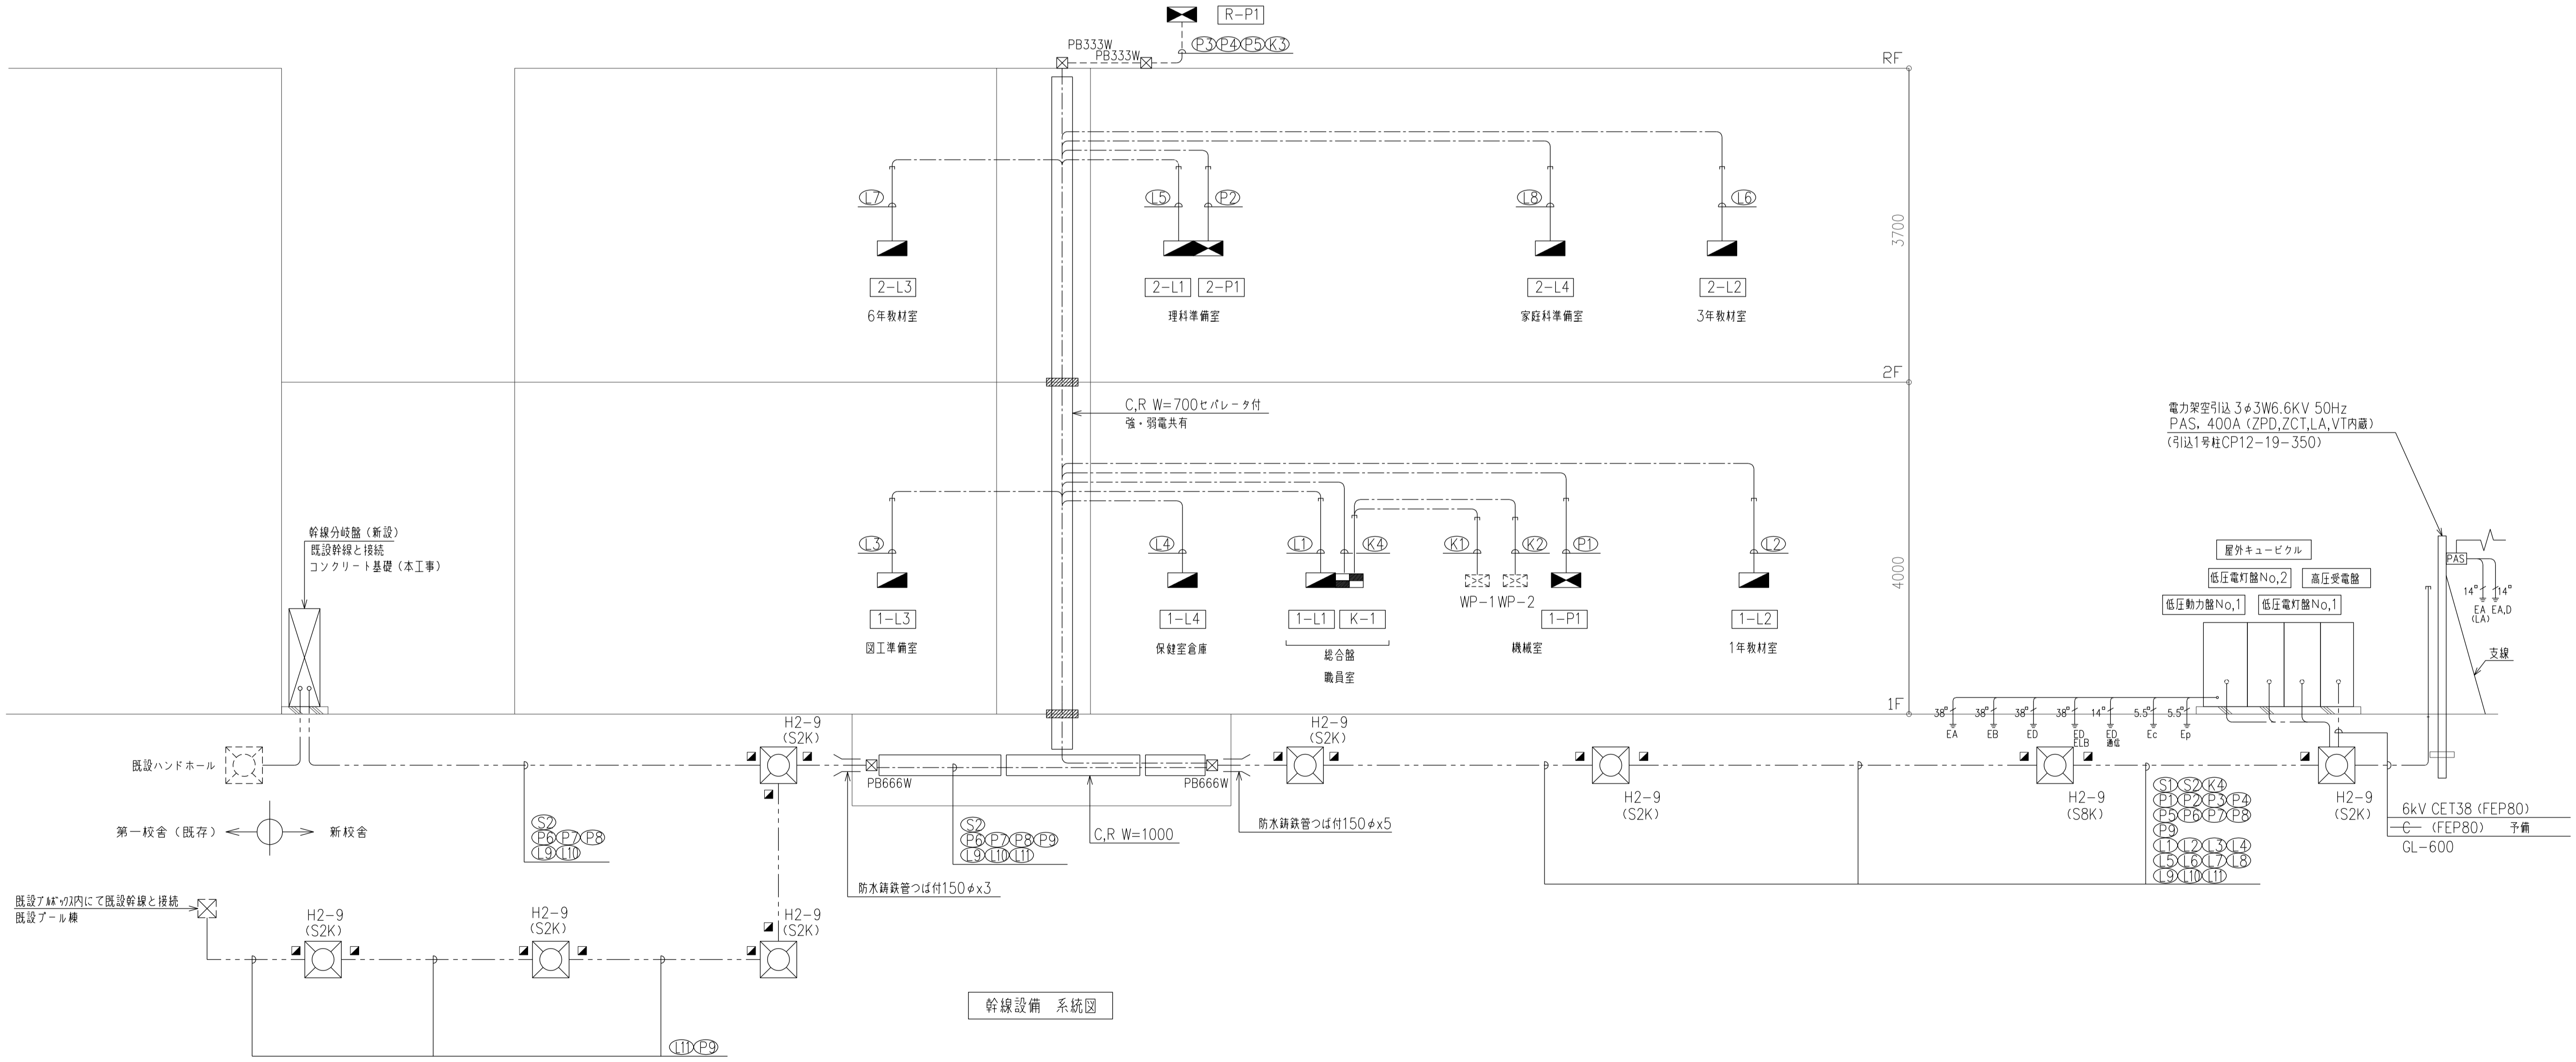 R-P1
P3 P4 P5 K3
PB333W
PB333W
RF
L7
L5
P2
L8
L6
3700
2-L3
2-L1
2-P1
2-L4
2-L2
6年教材室
理科準備室
家庭科準備室
3年教材室
2F
C,R W=700セパレータ付
強・弱電共有
電力架空引込 3φ3W6.6KV 50Hz
PAS. 400A (ZPD,ZCT,LA,VT内蔵)
(引込1号柱CP12-19-350)
幹線分岐盤（新設）
既設幹線と接続
コンクリート基礎（本工事）
L3
L4
L1
K4
K1
K2
P1
L2
4000
WP-1
WP-2
1-L3
1-L4
1-L1
K-1
1-P1
1-L2
図工準備室
保健室倉庫
総合盤
職員室
機械室
1年教材室
屋外キュービクル
低圧電灯盤No,2
高圧受電盤
低圧動力盤No,1
低圧電灯盤No,1
PAS
14□
14□
EA
(LA)
EA,D
支線
1F
38□
38□
38□
38□
14□
5.5□
5.5□
EA
EB
ED
ED
ELB
ED
通信
Ec
Ep
H2-9
(S2K)
H2-9
(S2K)
既設ハンドホール
PB666W
PB666W
H2-9
(S2K)
H2-9
(S8K)
H2-9
(S2K)
第一校舎（既存）
新校舎
S2
P6 P7 P8
L9 L10
S2
P6 P7 P8 P9
L9 L10 L11
C,R W=1000
防水鋳鉄管つば付150φx5
防水鋳鉄管つば付150φx3
S1 S2 K4
P1 P2 P3 P4
P5 P6 P7 P8
P9
L1 L2 L3 L4
L5 L6 L7 L8
L9 L10 L11
6kV CET38 (FEP80)
C (FEP80) 予備
GL-600
既設プルボックス内にて既設幹線と接続
既設プール棟
H2-9
(S2K)
H2-9
(S2K)
H2-9
(S2K)
L11 P9
幹線設備 系統図